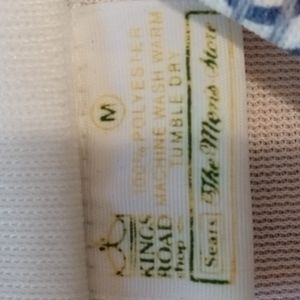 M
100% POLYESTER
MACHINE WASH WARM
TUMBLE DRY
KINGS
ROAD
shop
Sears The Mens Store